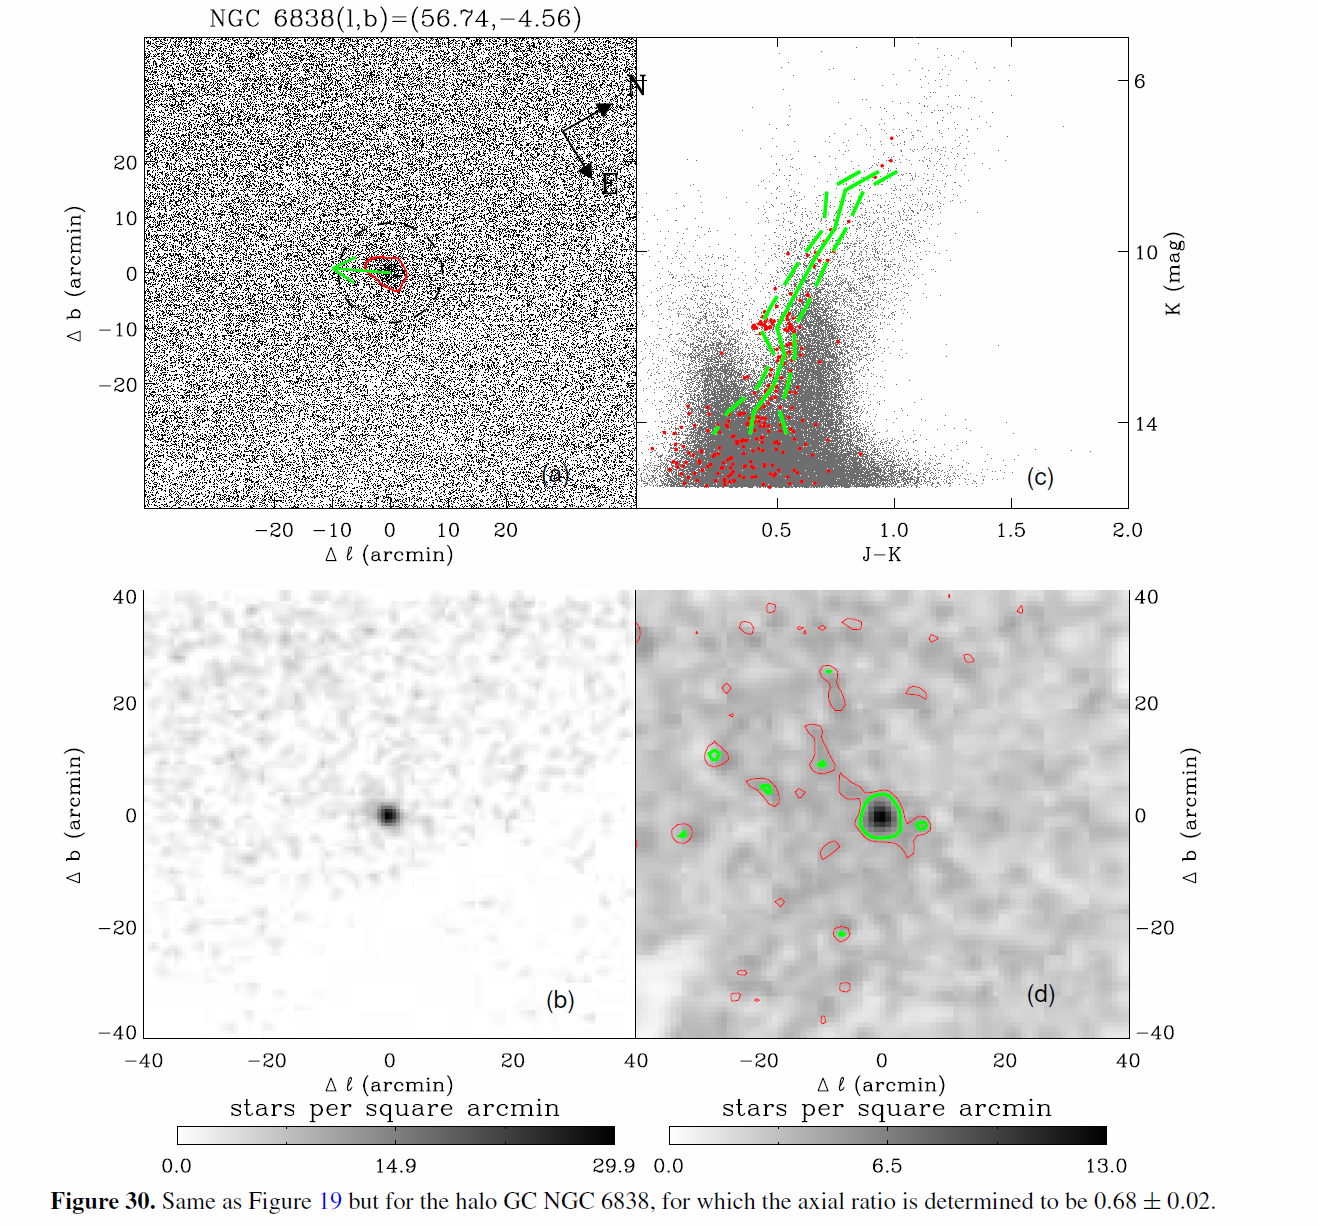 NGC 6838(l,b)=(56.74,−4.56)
N
E
20
10
0
−10
−20
Δ b (arcmin)
(a)
−20 −10 0 10 20
Δ ℓ (arcmin)
6
10
14
K (mag)
(c)
0.5 1.0 1.5 2.0
J−K
40
20
0
−20
−40
Δ b (arcmin)
(b)
−40 −20 0 20 40
Δ ℓ (arcmin)
40
20
0
−20
−40
Δ b (arcmin)
(d)
−20 0 20 40
Δ ℓ (arcmin)
stars per square arcmin
0.0 14.9 29.9
stars per square arcmin
0.0 6.5 13.0
Figure 30. Same as Figure 19 but for the halo GC NGC 6838, for which the axial ratio is determined to be 0.68 ± 0.02.